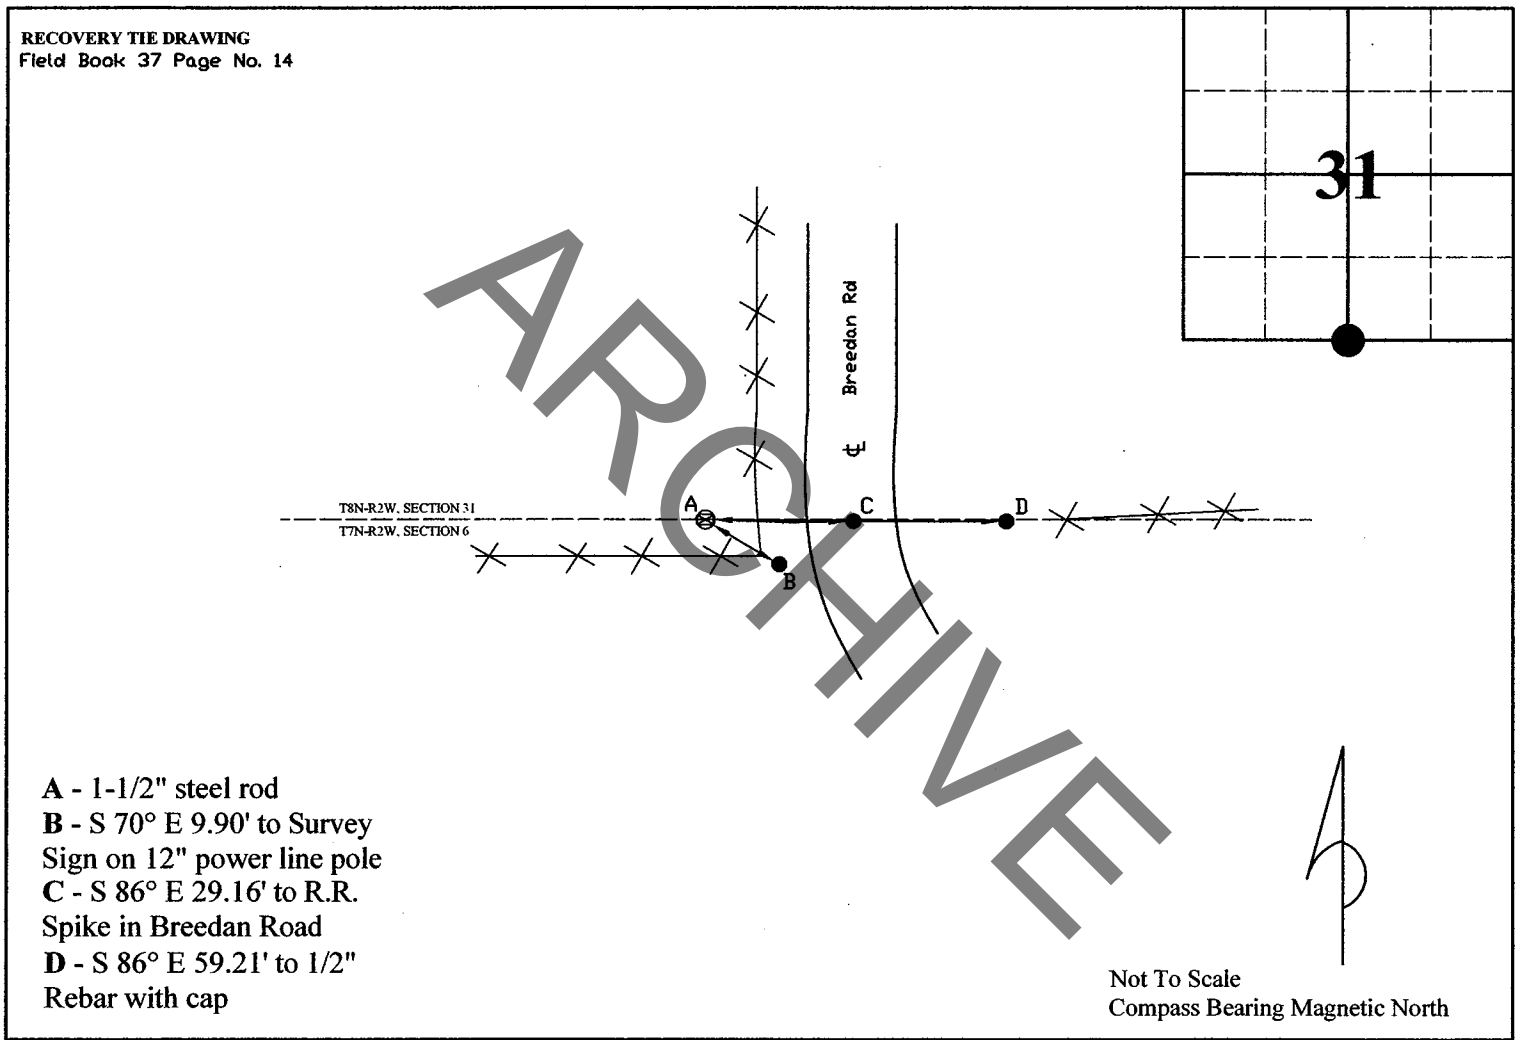 RECOVERY TIE DRAWING
Field Book 37 Page No. 14
31
ARCHIVE
Breedan Rd
℄
T8N-R2W, SECTION 31
T7N-R2W, SECTION 6
A
C
D
B
A - 1-1/2" steel rod
B - S 70° E 9.90' to Survey
Sign on 12" power line pole
C - S 86° E 29.16' to R.R.
Spike in Breedan Road
D - S 86° E 59.21' to 1/2"
Rebar with cap
Not To Scale
Compass Bearing Magnetic North